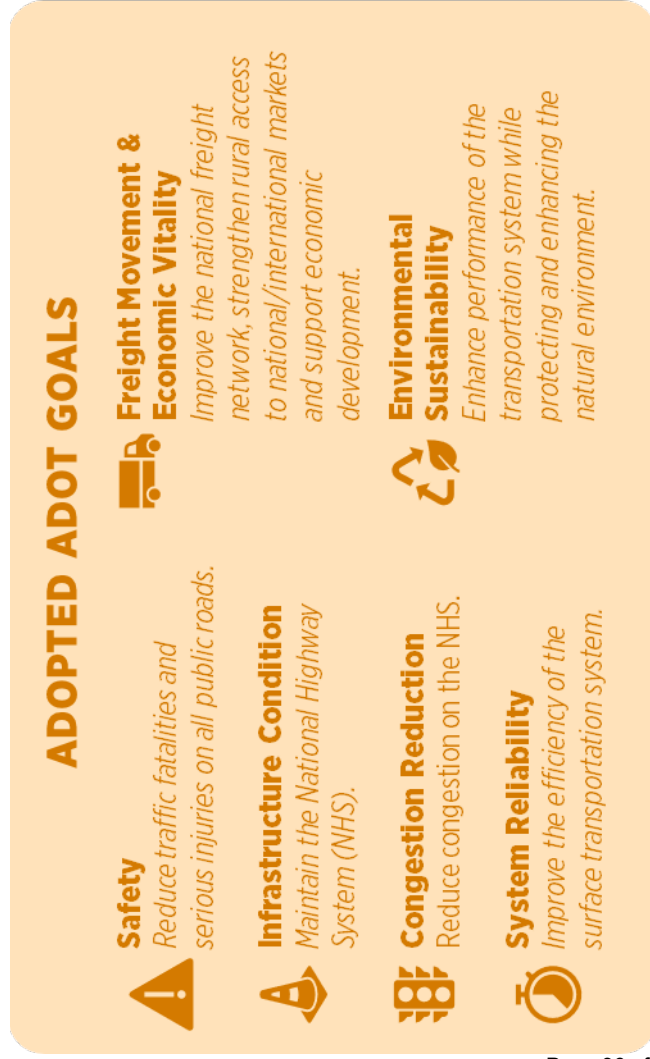 ADOPTED ADOT GOALS
Safety
Reduce traffic fatalities and
serious injuries on all public roads.
Infrastructure Condition
Maintain the National Highway
System (NHS).
Congestion Reduction
Reduce congestion on the NHS.
System Reliability
Improve the efficiency of the
surface transportation system.
Freight Movement &
Economic Vitality
Improve the national freight
network, strengthen rural access
to national/international markets
and support economic
development.
Environmental
Sustainability
Enhance performance of the
transportation system while
protecting and enhancing the
natural environment.